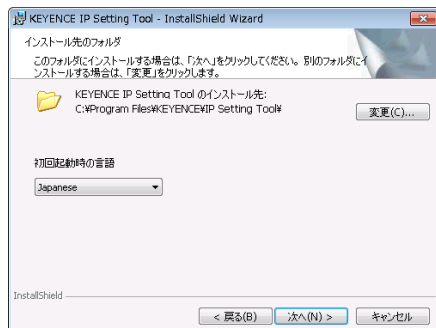 KEYENCE IP Setting Tool - InstallShield Wizard
インストール先のフォルダ
このフォルダにインストールする場合は、「次へ」をクリックしてください。別のフォルダにイ
ンストールする場合は、「変更」をクリックします。
KEYENCE IP Setting Tool のインストール先:
C:¥Program Files¥KEYENCE¥IP Setting Tool¥
変更(C)...
初回起動時の言語
Japanese
InstallShield
< 戻る(B)
次へ(N) >
キャンセル